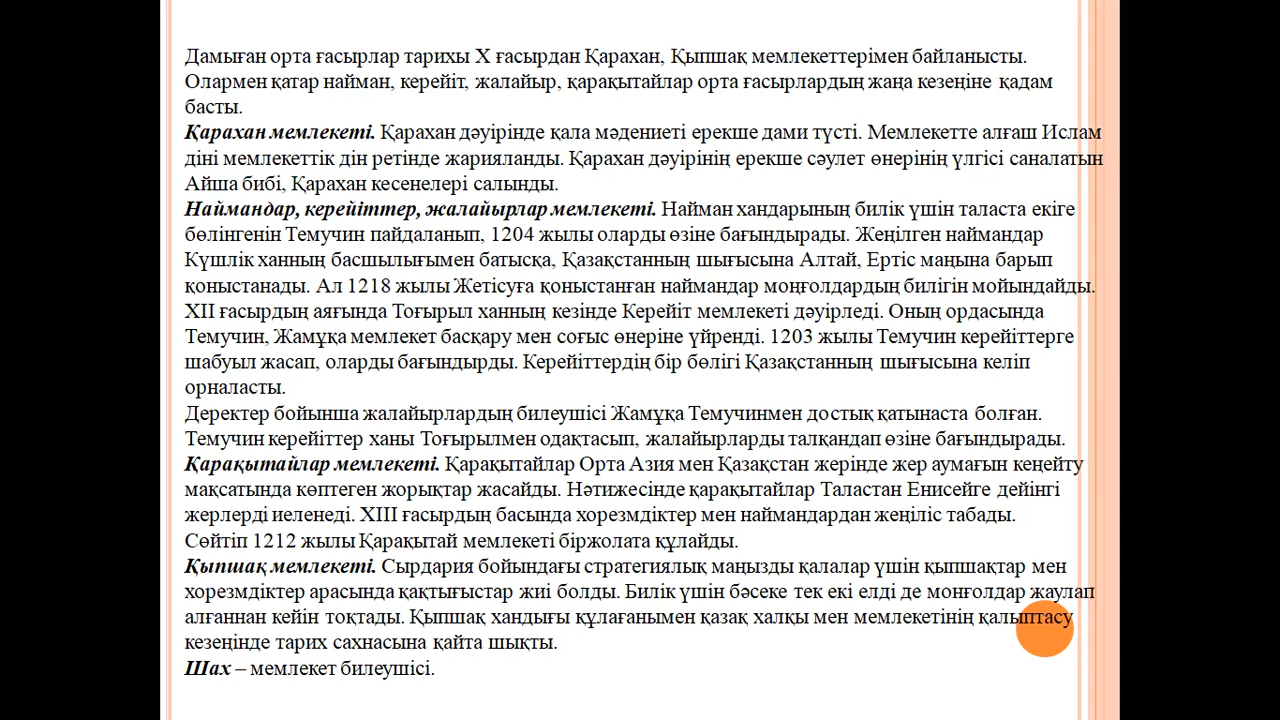 Дамыған орта ғасырлар тарихы X ғасырдан Қарахан, Қыпшақ мемлекеттерімен байланысты.
Олармен қатар найман, керейіт, жалайыр, қарақытайлар орта ғасырлардың жаңа кезеңіне қадам
басты.
Қарахан мемлекеті. Қарахан дәуірінде қала мәдениеті ерекше дами түсті. Мемлекетте алғаш Ислам
діні мемлекеттік дін ретінде жарияланды. Қарахан дәуірінің ерекше сәулет өнерінің үлгісі саналатын
Айша бибі, Қарахан кесенелері салынды.
Наймандар, керейіттер, жалайырлар мемлекеті. Найман хандарының билік үшін таласта екіге
бөлінгенін Темучин пайдаланып, 1204 жылы оларды өзіне бағындырады. Жеңілген наймандар
Күшлік ханның басшылығымен батысқа, Қазақстанның шығысына Алтай, Ертіс маңына барып
қоныстанады. Ал 1218 жылы Жетісуға қоныстанған наймандар моңғолдардың билігін мойындайды.
XII ғасырдың аяғында Тоғырыл ханның кезінде Керейіт мемлекеті дәуірледі. Оның ордасында
Темучин, Жамұқа мемлекет басқару мен соғыс өнеріне үйренді. 1203 жылы Темучин керейіттерге
шабуыл жасап, оларды бағындырды. Керейіттердің бір бөлігі Қазақстанның шығысына келіп
орналасты.
Деректер бойынша жалайырлардың билеушісі Жамұқа Темучинмен достық қатынаста болған.
Темучин керейіттер ханы Тоғырылмен одақтасып, жалайырларды талқандап өзіне бағындырады.
Қарақытайлар мемлекеті. Қарақытайлар Орта Азия мен Қазақстан жерінде жер аумағын кеңейту
мақсатында көптеген жорықтар жасайды. Нәтижесінде қарақытайлар Таластан Енисейге дейінгі
жерлерді иеленеді. XIII ғасырдың басында хорезмдіктер мен наймандардан жеңіліс табады.
Сөйтіп 1212 жылы Қарақытай мемлекеті біржолата құлайды.
Қыпшақ мемлекеті. Сырдария бойындағы стратегиялық маңызды қалалар үшін қыпшақтар мен
хорезмдіктер арасында қақтығыстар жиі болды. Билік үшін бәсеке тек екі елді де монғолдар жаулап
алғаннан кейін тоқтады. Қыпшақ хандығы құлағанымен қазақ халқы мен мемлекетінің қалыптасу
кезеңінде тарих сахнасына қайта шықты.
Шах – мемлекет билеушісі.